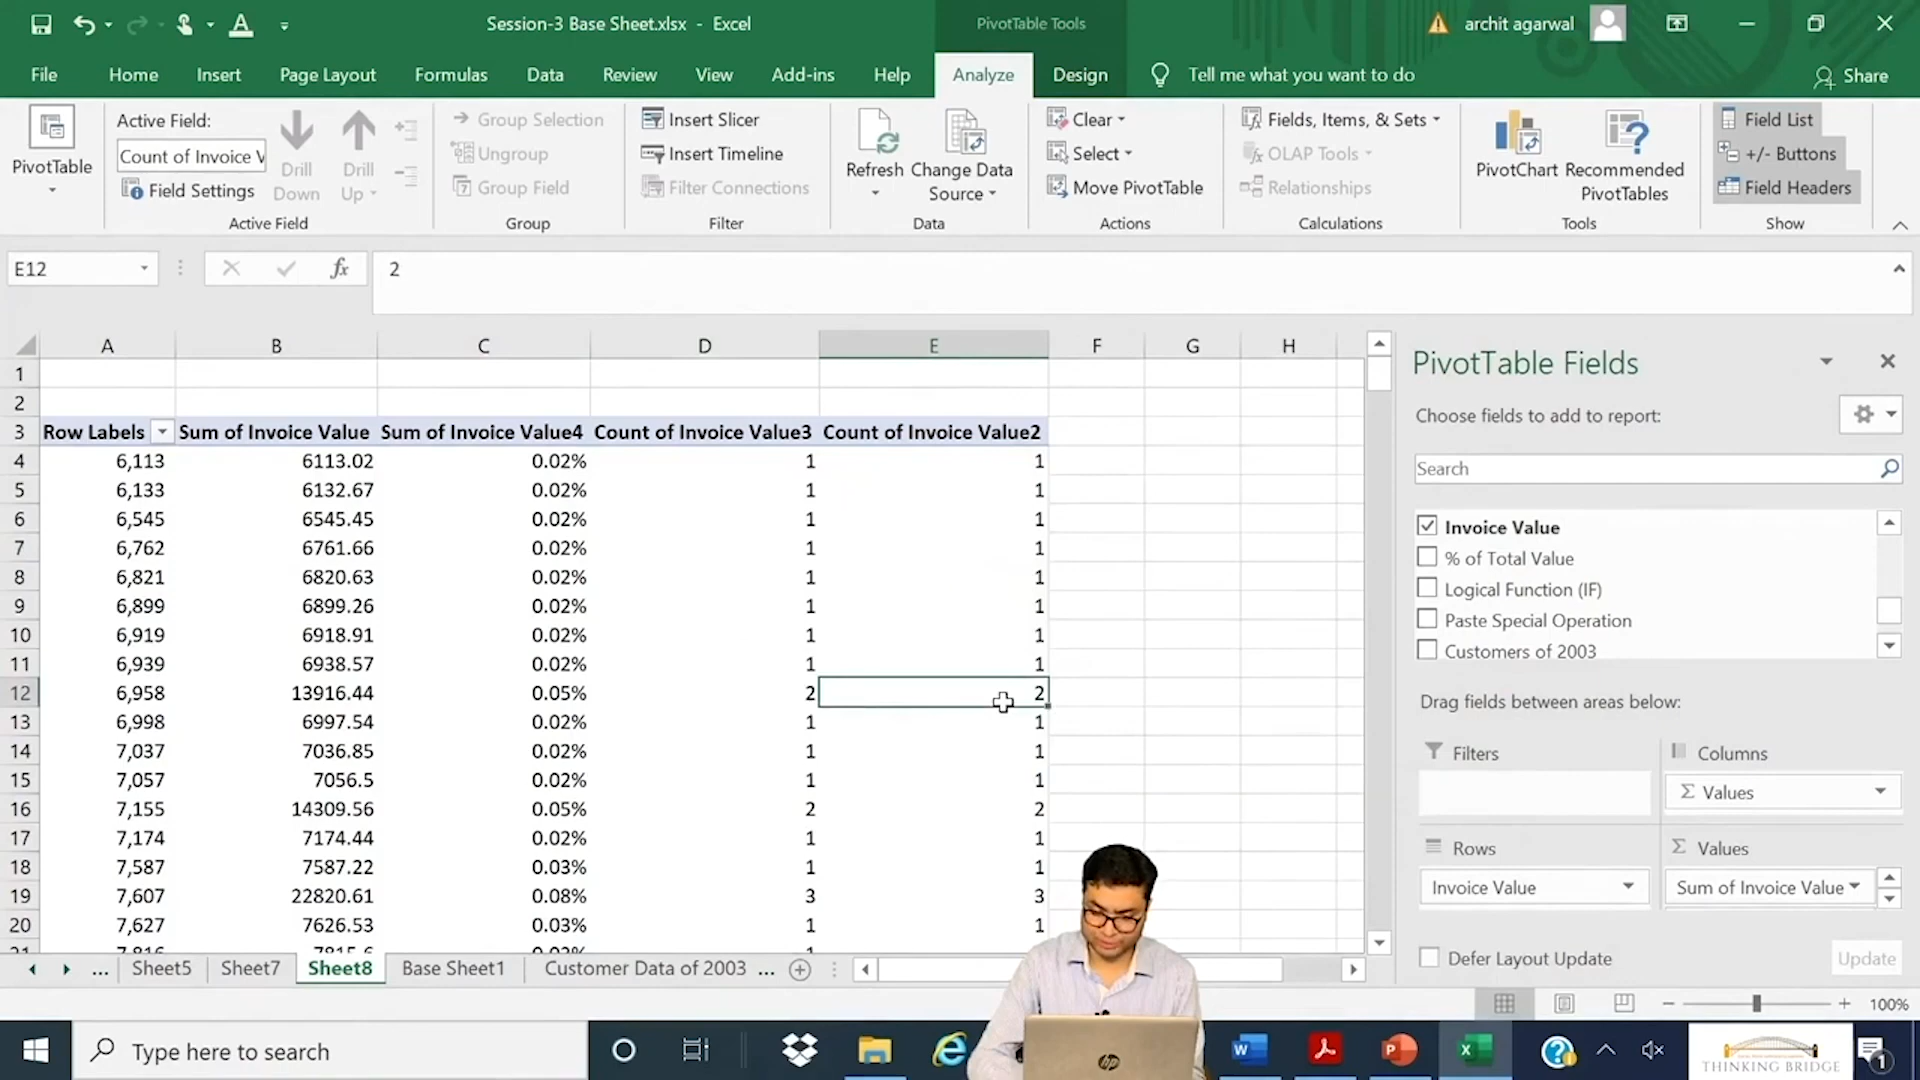 Session-3 Base Sheet.xlsx - Excel
PivotTable Tools
archit agarwal
File Home Insert Page Layout Formulas Data Review View Add-ins Help Analyze Design Tell me what you want to do Share
PivotTable
Active Field:
Count of Invoice V
Field Settings
Drill Down
Drill Up
Active Field
Group Selection
Ungroup
Group Field
Group
Insert Slicer
Insert Timeline
Filter Connections
Filter
Refresh
Change Data Source
Data
Clear
Select
Move PivotTable
Actions
Fields, Items, & Sets
OLAP Tools
Relationships
Calculations
PivotChart
Recommended PivotTables
Tools
Field List
+/- Buttons
Field Headers
Show
E12 fx 2
A B C D E F G H
1
2
3 Row Labels Sum of Invoice Value Sum of Invoice Value4 Count of Invoice Value3 Count of Invoice Value2
4 6,113 6113.02 0.02% 1 1
5 6,133 6132.67 0.02% 1 1
6 6,545 6545.45 0.02% 1 1
7 6,762 6761.66 0.02% 1 1
8 6,821 6820.63 0.02% 1 1
9 6,899 6899.26 0.02% 1 1
10 6,919 6918.91 0.02% 1 1
11 6,939 6938.57 0.02% 1 1
12 6,958 13916.44 0.05% 2 2
13 6,998 6997.54 0.02% 1 1
14 7,037 7036.85 0.02% 1 1
15 7,057 7056.5 0.02% 1 1
16 7,155 14309.56 0.05% 2 2
17 7,174 7174.44 0.02% 1 1
18 7,587 7587.22 0.03% 1 1
19 7,607 22820.61 0.08% 3 3
20 7,627 7626.53 0.03% 1 1
PivotTable Fields
Choose fields to add to report:
Search
Invoice Value
% of Total Value
Logical Function (IF)
Paste Special Operation
Customers of 2003
Drag fields between areas below:
Filters
Columns
Σ Values
Rows
Σ Values
Invoice Value
Sum of Invoice Value
Defer Layout Update
Update
... Sheet5 Sheet7 Sheet8 Base Sheet1 Customer Data of 2003 ...
100%
Type here to search
hp
THINKING BRIDGE
1